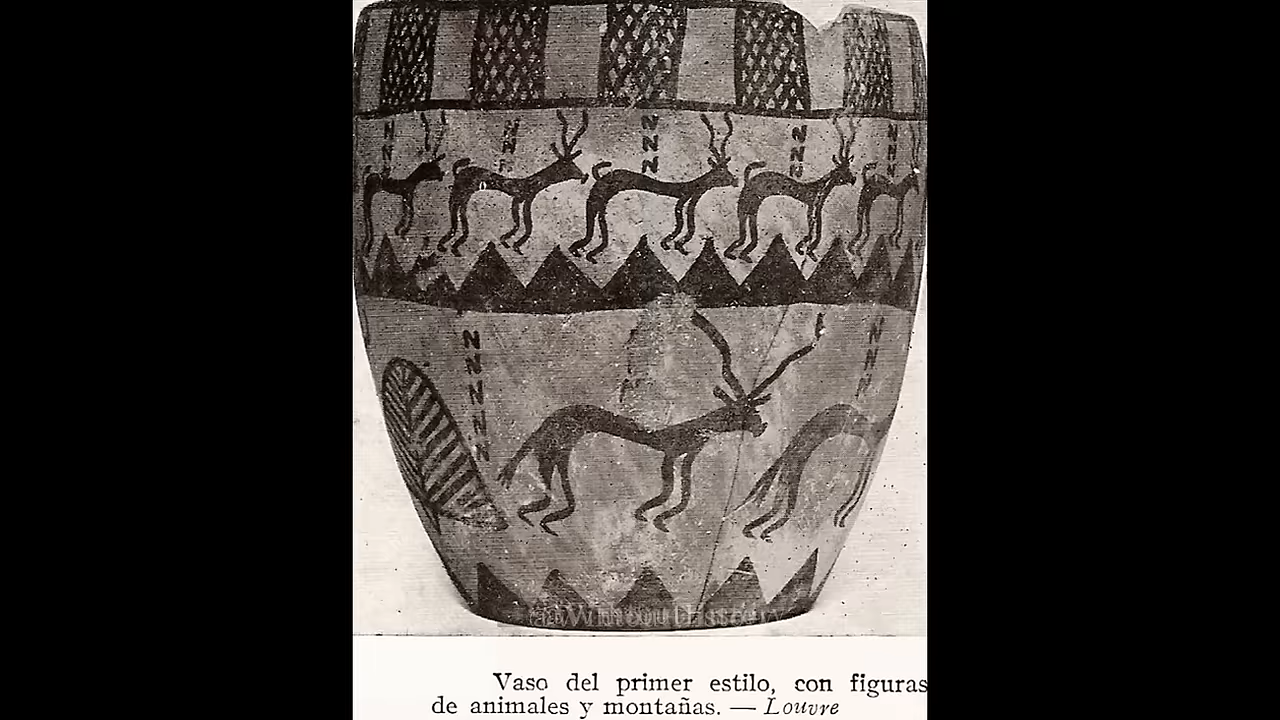 Vaso del primer estilo, con figuras
de animales y montañas. — Louvre